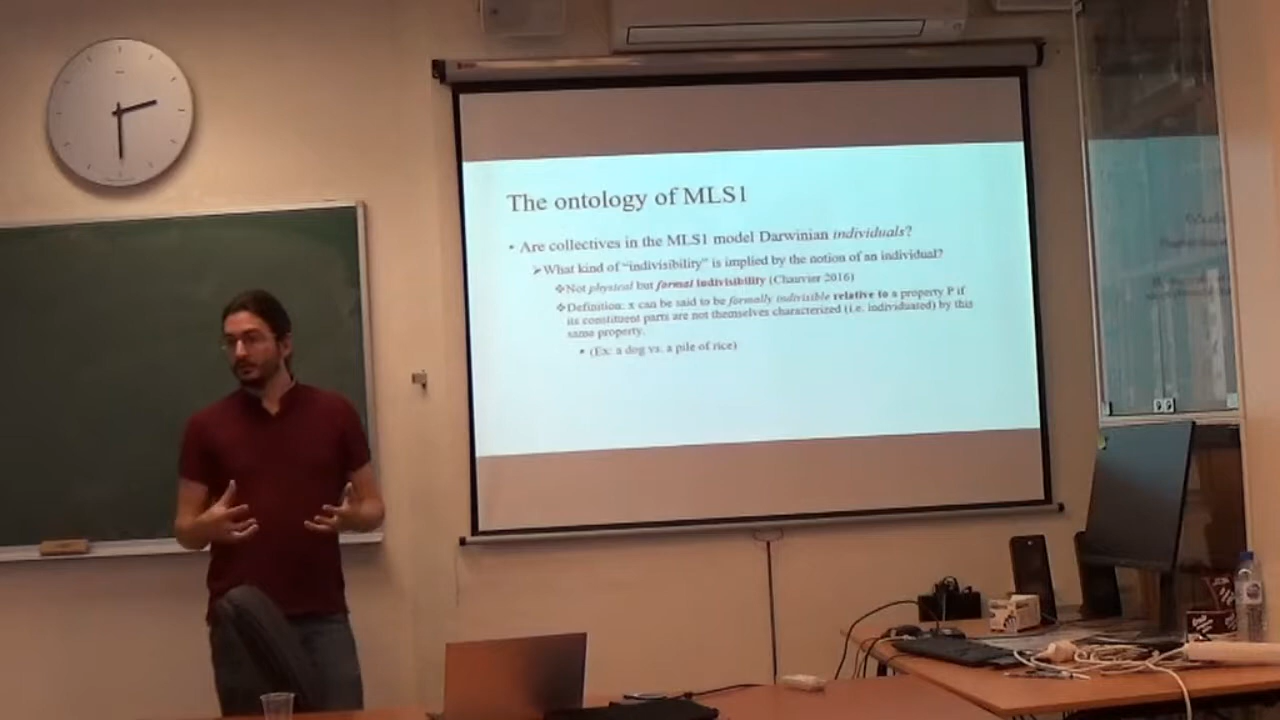 The ontology of MLS1
• Are collectives in the MLS1 model Darwinian individuals?
➢What kind of "indivisibility" is implied by the notion of an individual?
❖Not physical but formal indivisibility (Chauvier 2016)
❖Definition: x can be said to be formally indivisible relative to a property P if
its constituent parts are not themselves characterized (i.e. individuated) by this
same property.
• (Ex: a dog vs. a pile of rice)